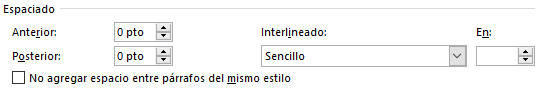 Espaciado
Anterior: 0 pto Interlineado: En:
Posterior: 0 pto Sencillo
No agregar espacio entre párrafos del mismo estilo